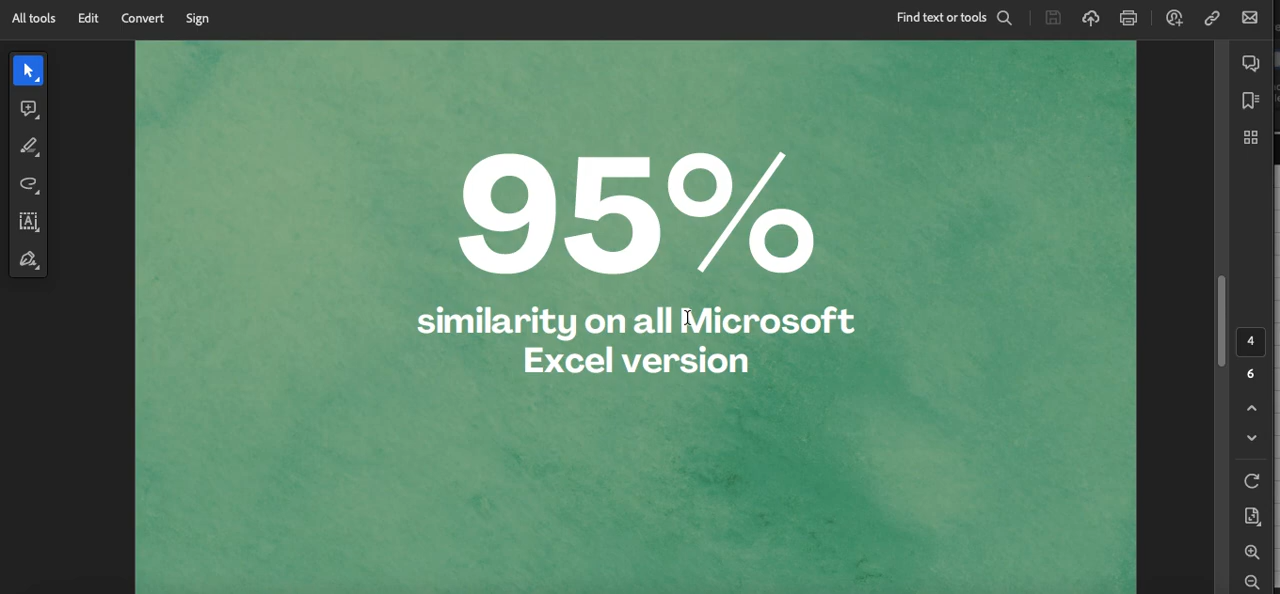 All tools Edit Convert Sign Find text or tools
95%
similarity on all Microsoft
Excel version
4
6